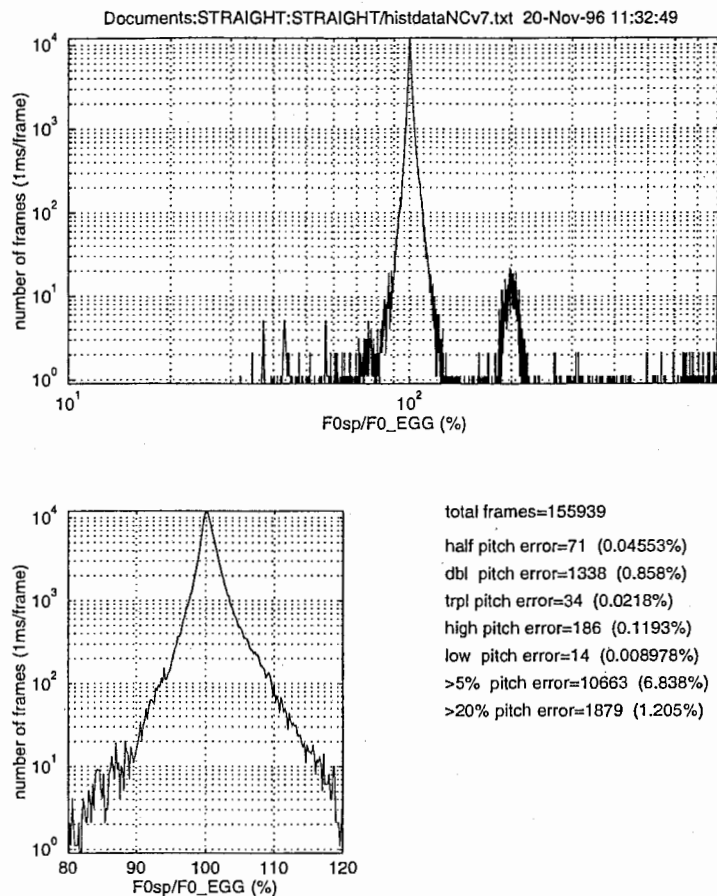 Documents:STRAIGHT:STRAIGHT/histdataNCv7.txt 20-Nov-96 11:32:49
number of frames (1ms/frame)
10^4
10^3
10^2
10^1
10^0
10^1
10^2
F0sp/F0_EGG (%)
number of frames (1ms/frame)
10^4
10^3
10^2
10^1
10^0
80
90
100
110
120
F0sp/F0_EGG (%)
total frames=155939
half pitch error=71 (0.04553%)
dbl pitch error=1338 (0.858%)
trpl pitch error=34 (0.0218%)
high pitch error=186 (0.1193%)
low pitch error=14 (0.008978%)
>5% pitch error=10663 (6.838%)
>20% pitch error=1879 (1.205%)